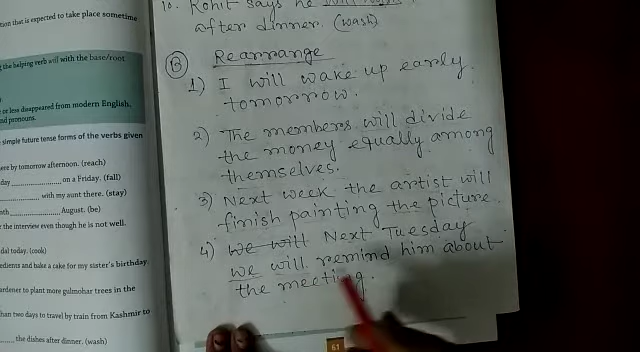 tion that is expected to take place sometime
the helping verb will with the base/root
or less disappeared from modern English,
nd pronouns.
simple future tense forms of the verbs given
ere by tomorrow afternoon. (reach)
day ____________ on a Friday. (fall)
____________ with my aunt there. (stay)
nth ____________ August. (be)
the interview even though he is not well.
dal today. (cook)
edients and bake a cake for my sister's birthday.
ardener to plant more gulmohar trees in the
han two days to travel by train from Kashmir to
____ the dishes after dinner. (wash)
10. Rohit says he will
after dinner. (wash)
B Rearrange
1) I will wake up early
tomorrow.
2) The members will divide
the money equally among
themselves.
3) Next week the artist will
finish painting the picture.
4) we will Next Tuesday
we will remind him about
the meeting.
61